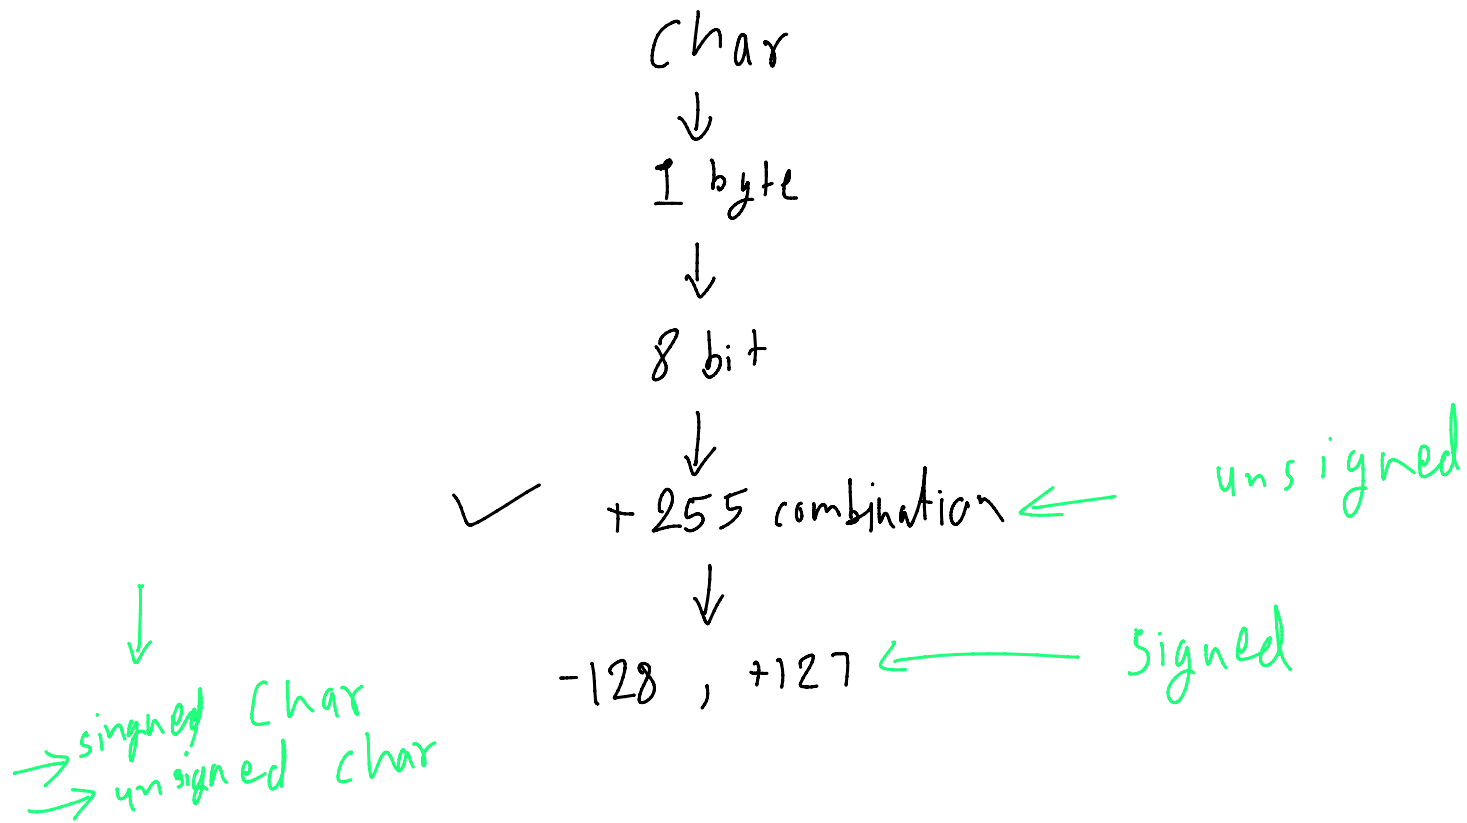 Char
1 byte
8 bit
+255 combination
unsigned
-128 , +127
signed
singned Char
unsigned char